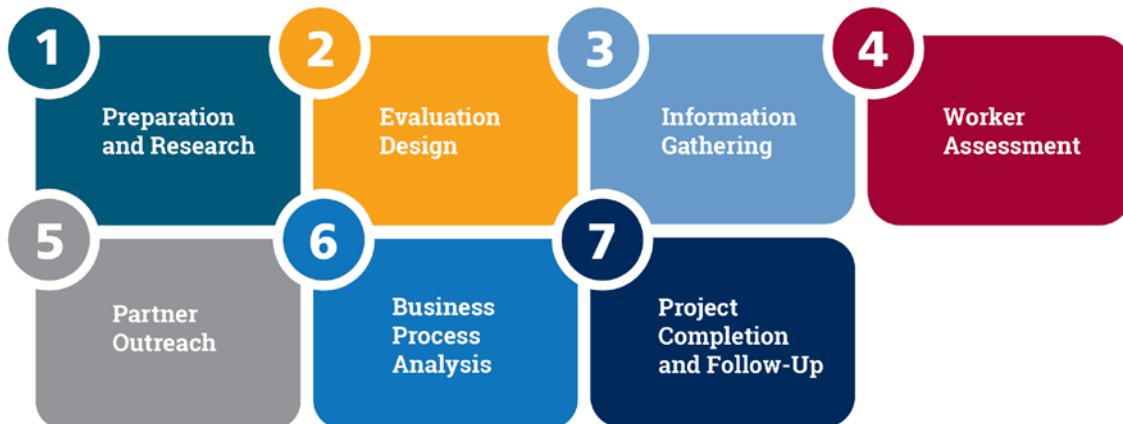 1
Preparation
and Research
2
Evaluation
Design
3
Information
Gathering
4
Worker
Assessment
5
Partner
Outreach
6
Business
Process
Analysis
7
Project
Completion
and Follow-Up